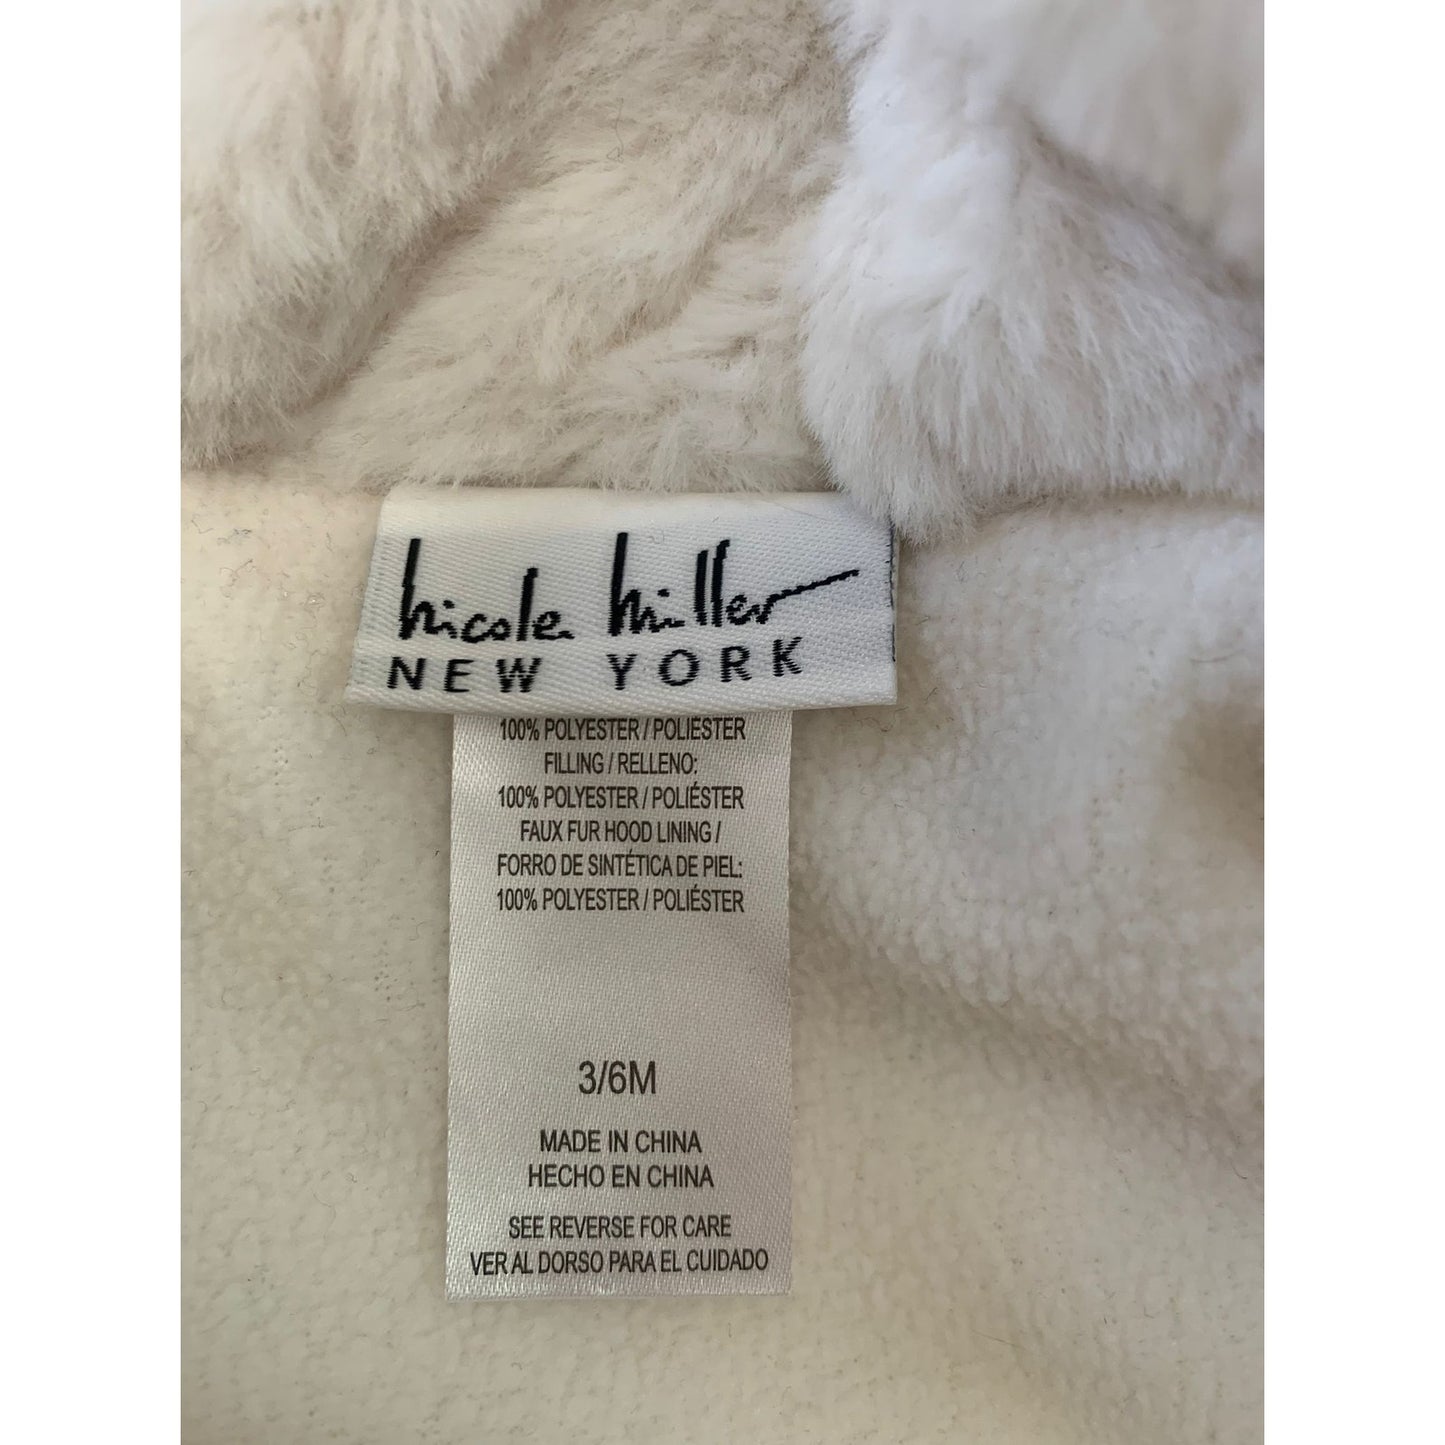 nicole miller
NEW YORK
100% POLYESTER / POLIÉSTER
FILLING / RELLENO:
100% POLYESTER / POLIÉSTER
FAUX FUR HOOD LINING /
FORRO DE SINTÉTICA DE PIEL:
100% POLYESTER / POLIÉSTER
3/6M
MADE IN CHINA
HECHO EN CHINA
SEE REVERSE FOR CARE
VER AL DORSO PARA EL CUIDADO